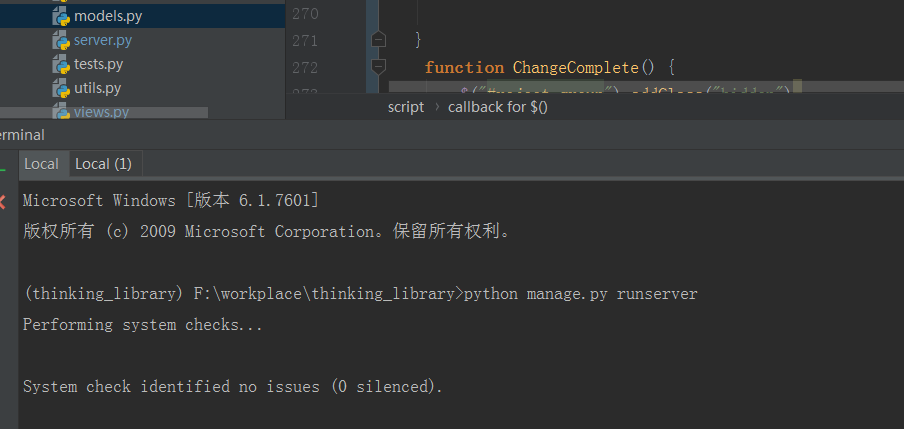 models.py
server.py
tests.py
utils.py
views.py
270
271
}
272
function ChangeComplete() {
script › callback for $()
erminal
Local
Local (1)
Microsoft Windows [版本 6.1.7601]
版权所有 (c) 2009 Microsoft Corporation。保留所有权利。
(thinking_library) F:\workplace\thinking_library>python manage.py runserver
Performing system checks...
System check identified no issues (0 silenced).